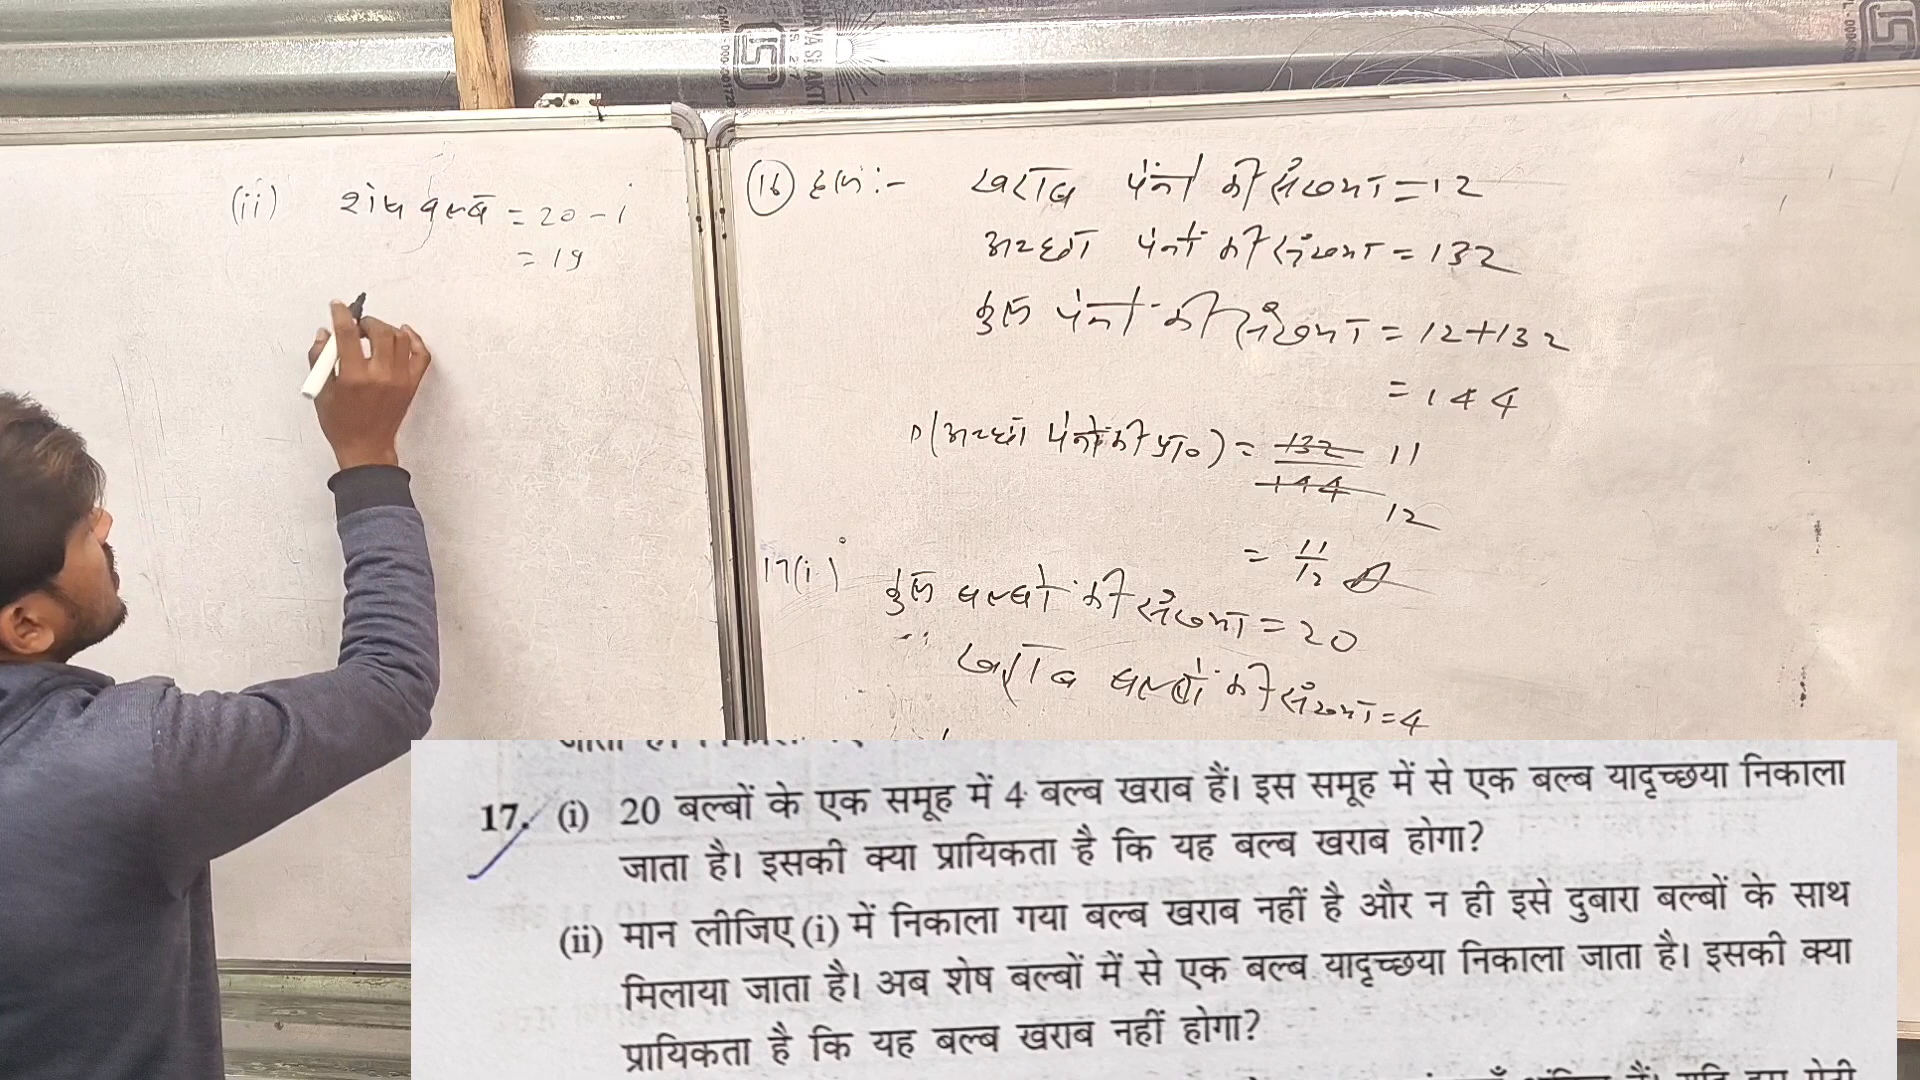 (ii) शेष बल्ब = 20 - 1
= 19
(16) हल :- खराब पेनों की संख्या = 12
अच्छे पेनों की संख्या = 132
कुल पेनों की संख्या = 12 + 132
= 144
P(अच्छे पेनों की प्रा०) = 132/144 11/12
= 11/12
17(i) कुल बल्बों की संख्या = 20
खराब बल्बों की संख्या = 4
17. (i) 20 बल्बों के एक समूह में 4 बल्ब खराब हैं। इस समूह में से एक बल्ब यादृच्छया निकाला
जाता है। इसकी क्या प्रायिकता है कि यह बल्ब खराब होगा?
(ii) मान लीजिए (i) में निकाला गया बल्ब खराब नहीं है और न ही इसे दुबारा बल्बों के साथ
मिलाया जाता है। अब शेष बल्बों में से एक बल्ब यादृच्छया निकाला जाता है। इसकी क्या
प्रायिकता है कि यह बल्ब खराब नहीं होगा?